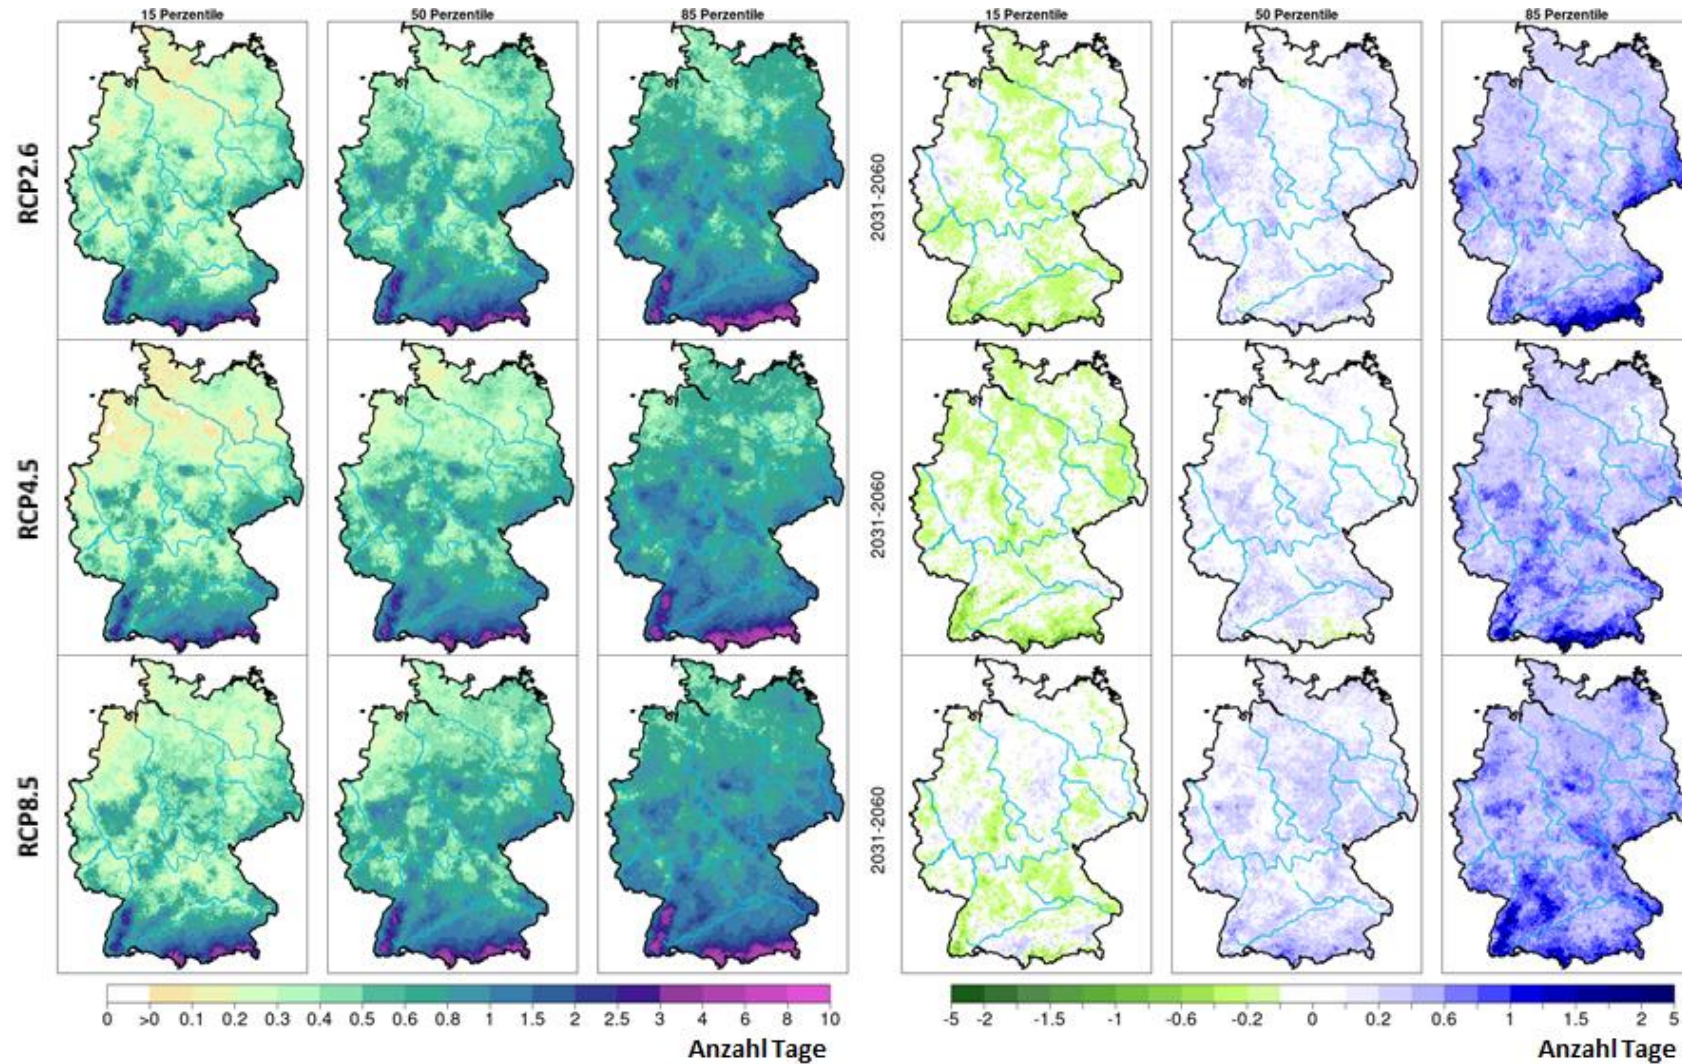 15 Perzentile 50 Perzentile 85 Perzentile 15 Perzentile 50 Perzentile 85 Perzentile
RCP2.6
2031-2060
RCP4.5
2031-2060
RCP8.5
2031-2060
0 >0 0.1 0.2 0.3 0.4 0.5 0.6 0.8 1 1.5 2 2.5 3 4 6 8 10
-5 -2 -1.5 -1 -0.6 -0.2 0 0.2 0.6 1 1.5 2 5
Anzahl Tage Anzahl Tage